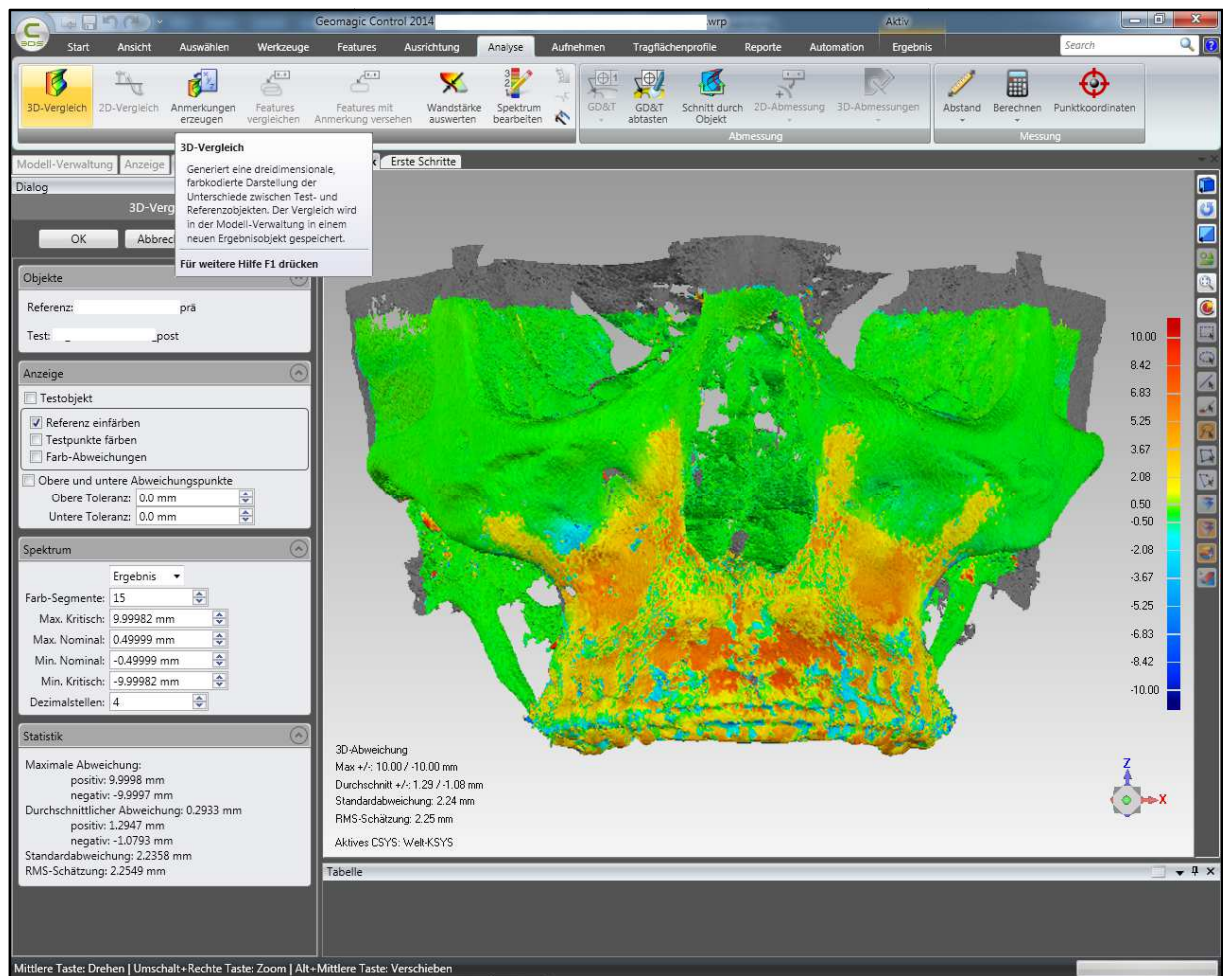 Geomagic Control 2014 .wrp Aktiv
3DS
Start Ansicht Auswählen Werkzeuge Features Ausrichtung Analyse Aufnehmen Tragflächenprofile Reporte Automation Ergebnis Search
3D-Vergleich 2D-Vergleich Anmerkungen erzeugen Features vergleichen Features mit Anmerkung versehen Wandstärke auswerten Spektrum bearbeiten GD&T GD&T abtasten Schnitt durch Objekt 2D-Abmessung 3D-Abmessungen Abstand Berechnen Punktkoordinaten
Abmessung Messung
Modell-Verwaltung Anzeige Erste Schritte
Dialog
3D-Verg
OK Abbrec
3D-Vergleich
Generiert eine dreidimensionale,
farbkodierte Darstellung der
Unterschiede zwischen Test- und
Referenzobjekten. Der Vergleich wird
in der Modell-Verwaltung in einem
neuen Ergebnisobjekt gespeichert.
Für weitere Hilfe F1 drücken
Objekte
Referenz: prä
Test: _ _post
Anzeige
Testobjekt
Referenz einfärben
Testpunkte färben
Farb-Abweichungen
Obere und untere Abweichungspunkte
Obere Toleranz: 0.0 mm
Untere Toleranz: 0.0 mm
Spektrum
Ergebnis
Farb-Segmente: 15
Max. Kritisch: 9.99982 mm
Max. Nominal: 0.49999 mm
Min. Nominal: -0.49999 mm
Min. Kritisch: -9.99982 mm
Dezimalstellen: 4
Statistik
Maximale Abweichung:
positiv: 9.9998 mm
negativ: -9.9997 mm
Durchschnittlicher Abweichung: 0.2933 mm
positiv: 1.2947 mm
negativ: -1.0793 mm
Standardabweichung: 2.2358 mm
RMS-Schätzung: 2.2549 mm
10.00
8.42
6.83
5.25
3.67
2.08
0.50
-0.50
-2.08
-3.67
-5.25
-6.83
-8.42
-10.00
3D-Abweichung
Max +/-: 10.00 / -10.00 mm
Durchschnitt +/-: 1.29 / -1.08 mm
Standardabweichung: 2.24 mm
RMS-Schätzung: 2.25 mm
Aktives CSYS: Welt-KSYS
Z
X
Tabelle
Mittlere Taste: Drehen | Umschalt+Rechte Taste: Zoom | Alt+Mittlere Taste: Verschieben